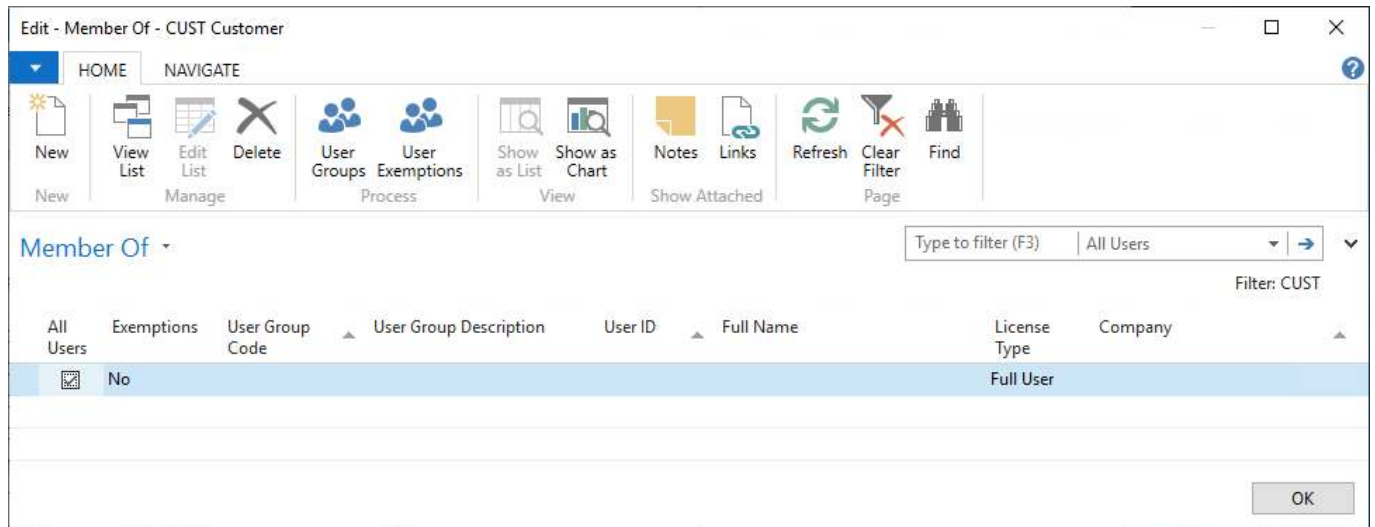 Edit - Member Of - CUST Customer
HOME NAVIGATE
New View List Edit List Delete User Groups User Exemptions Show as List Show as Chart Notes Links Refresh Clear Filter Find
New Manage Process View Show Attached Page
Member Of Type to filter (F3) All Users
Filter: CUST
All Users Exemptions User Group Code User Group Description User ID Full Name License Type Company
No Full User
OK